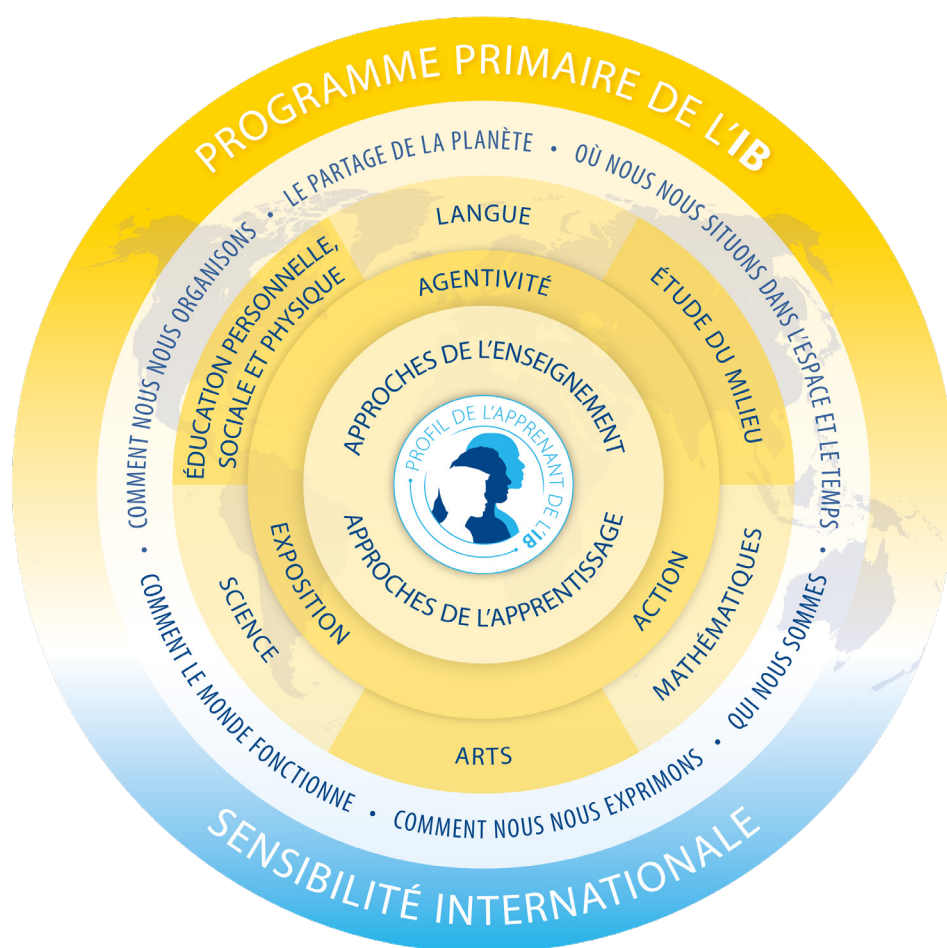 PROGRAMME PRIMAIRE DE L'IB
LE PARTAGE DE LA PLANÈTE • OÙ NOUS NOUS SITUONS DANS L'ESPACE ET LE TEMPS • QUI NOUS SOMMES • COMMENT NOUS NOUS EXPRIMONS • COMMENT LE MONDE FONCTIONNE • COMMENT NOUS NOUS ORGANISONS •
LANGUE
ÉTUDE DU MILIEU
MATHÉMATIQUES
ARTS
SCIENCE
ÉDUCATION PERSONNELLE,
SOCIALE ET PHYSIQUE
AGENTIVITÉ
ACTION
EXPOSITION
APPROCHES DE L'ENSEIGNEMENT
PROFIL DE L'APPRENANT DE L'IB
APPROCHES DE L'APPRENTISSAGE
SENSIBILITÉ INTERNATIONALE